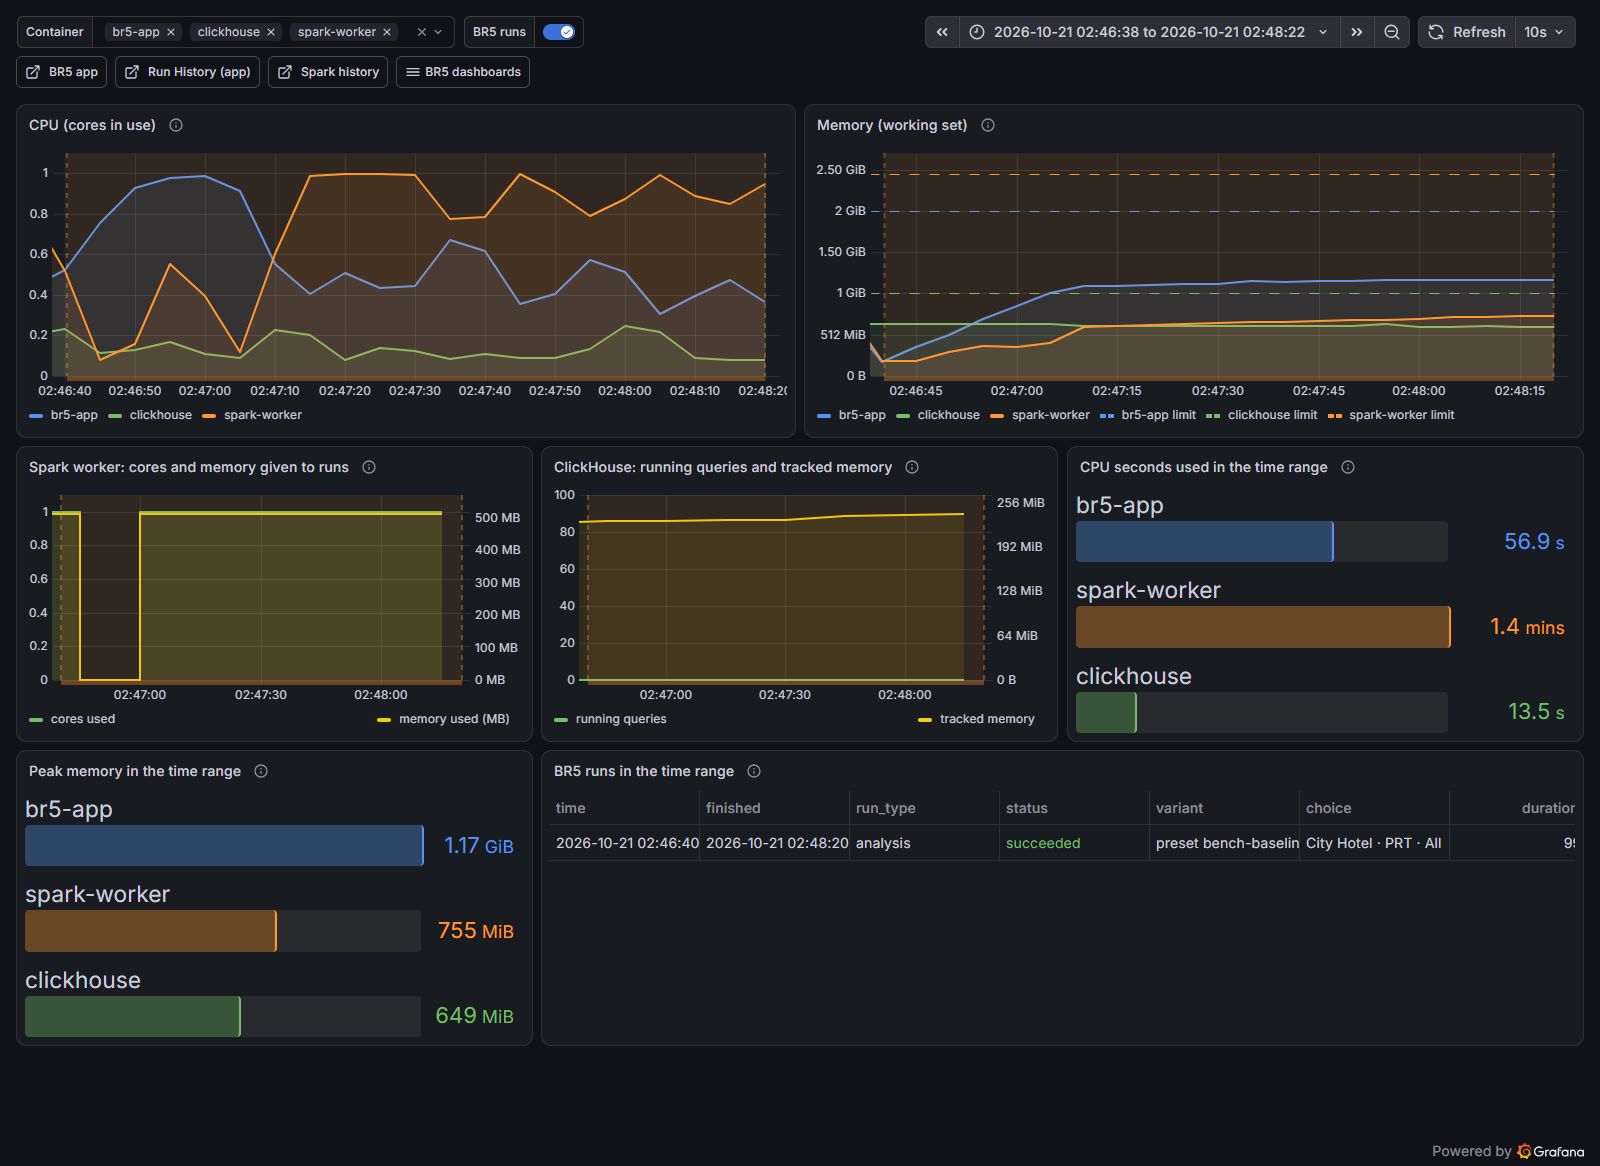 Container br5-app clickhouse spark-worker BR5 runs 2026-10-21 02:46:38 to 2026-10-21 02:48:22 Refresh 10s
BR5 app Run History (app) Spark history BR5 dashboards
CPU (cores in use)
1
0.8
0.6
0.4
0.2
0
02:46:40 02:46:50 02:47:00 02:47:10 02:47:20 02:47:30 02:47:40 02:47:50 02:48:00 02:48:10 02:48:20
br5-app clickhouse spark-worker
Memory (working set)
2.50 GiB
2 GiB
1.50 GiB
1 GiB
512 MiB
0 B
02:46:45 02:47:00 02:47:15 02:47:30 02:47:45 02:48:00 02:48:15
br5-app clickhouse spark-worker br5-app limit clickhouse limit spark-worker limit
Spark worker: cores and memory given to runs
1
0.8
0.6
0.4
0.2
0
500 MB
400 MB
300 MB
200 MB
100 MB
0 MB
02:47:00 02:47:30 02:48:00
cores used memory used (MB)
ClickHouse: running queries and tracked memory
100
80
60
40
20
0
256 MiB
192 MiB
128 MiB
64 MiB
0 B
02:47:00 02:47:30 02:48:00
running queries tracked memory
CPU seconds used in the time range
br5-app
56.9 s
spark-worker
1.4 mins
clickhouse
13.5 s
Peak memory in the time range
br5-app
1.17 GiB
spark-worker
755 MiB
clickhouse
649 MiB
BR5 runs in the time range
time finished run_type status variant choice duration
2026-10-21 02:46:40 2026-10-21 02:48:20 analysis succeeded preset bench-baselin City Hotel · PRT · All 99
Powered by Grafana